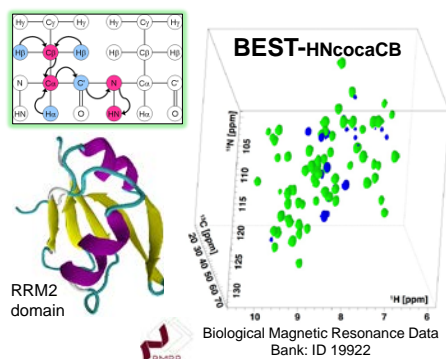 Hγ Cγ Hγ Hγ Cγ Hγ
Hβ Cβ Hβ Hβ Cβ Hβ
N Cα C' N Cα C'
HN Hα O HN Hα O
BEST-HNcocaCB
¹⁵N [ppm]
105
110
115
120
125
130
¹³C [ppm]
20 30 40 50 60 70
10 9 8 7 6
¹H [ppm]
RRM2
domain
Biological Magnetic Resonance Data
Bank: ID 19922